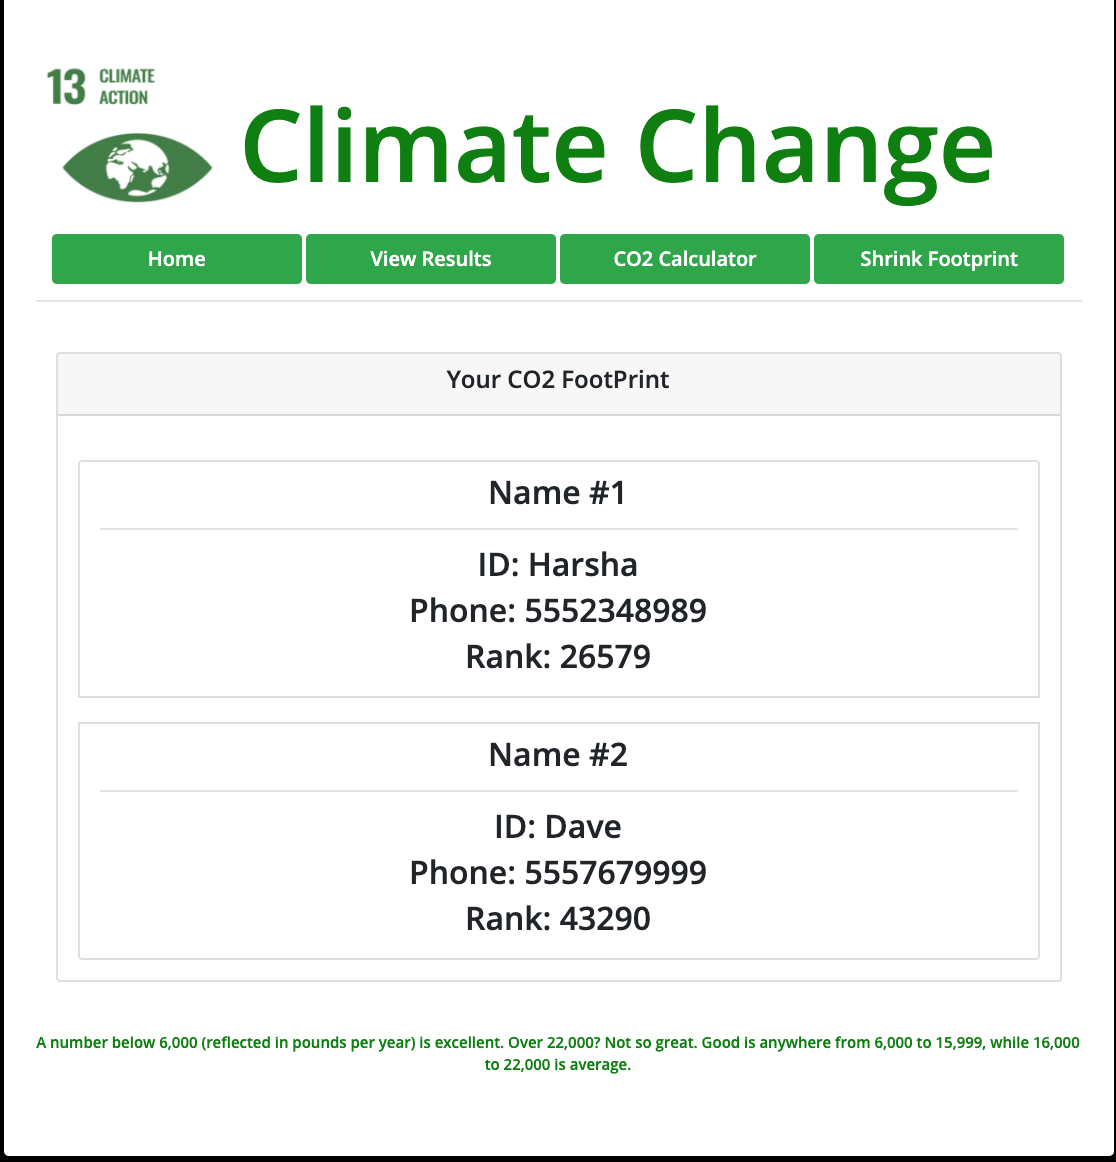 13 CLIMATE
ACTION
Climate Change
Home View Results CO2 Calculator Shrink Footprint
Your CO2 FootPrint
Name #1
ID: Harsha
Phone: 5552348989
Rank: 26579
Name #2
ID: Dave
Phone: 5557679999
Rank: 43290
A number below 6,000 (reflected in pounds per year) is excellent. Over 22,000? Not so great. Good is anywhere from 6,000 to 15,999, while 16,000
to 22,000 is average.